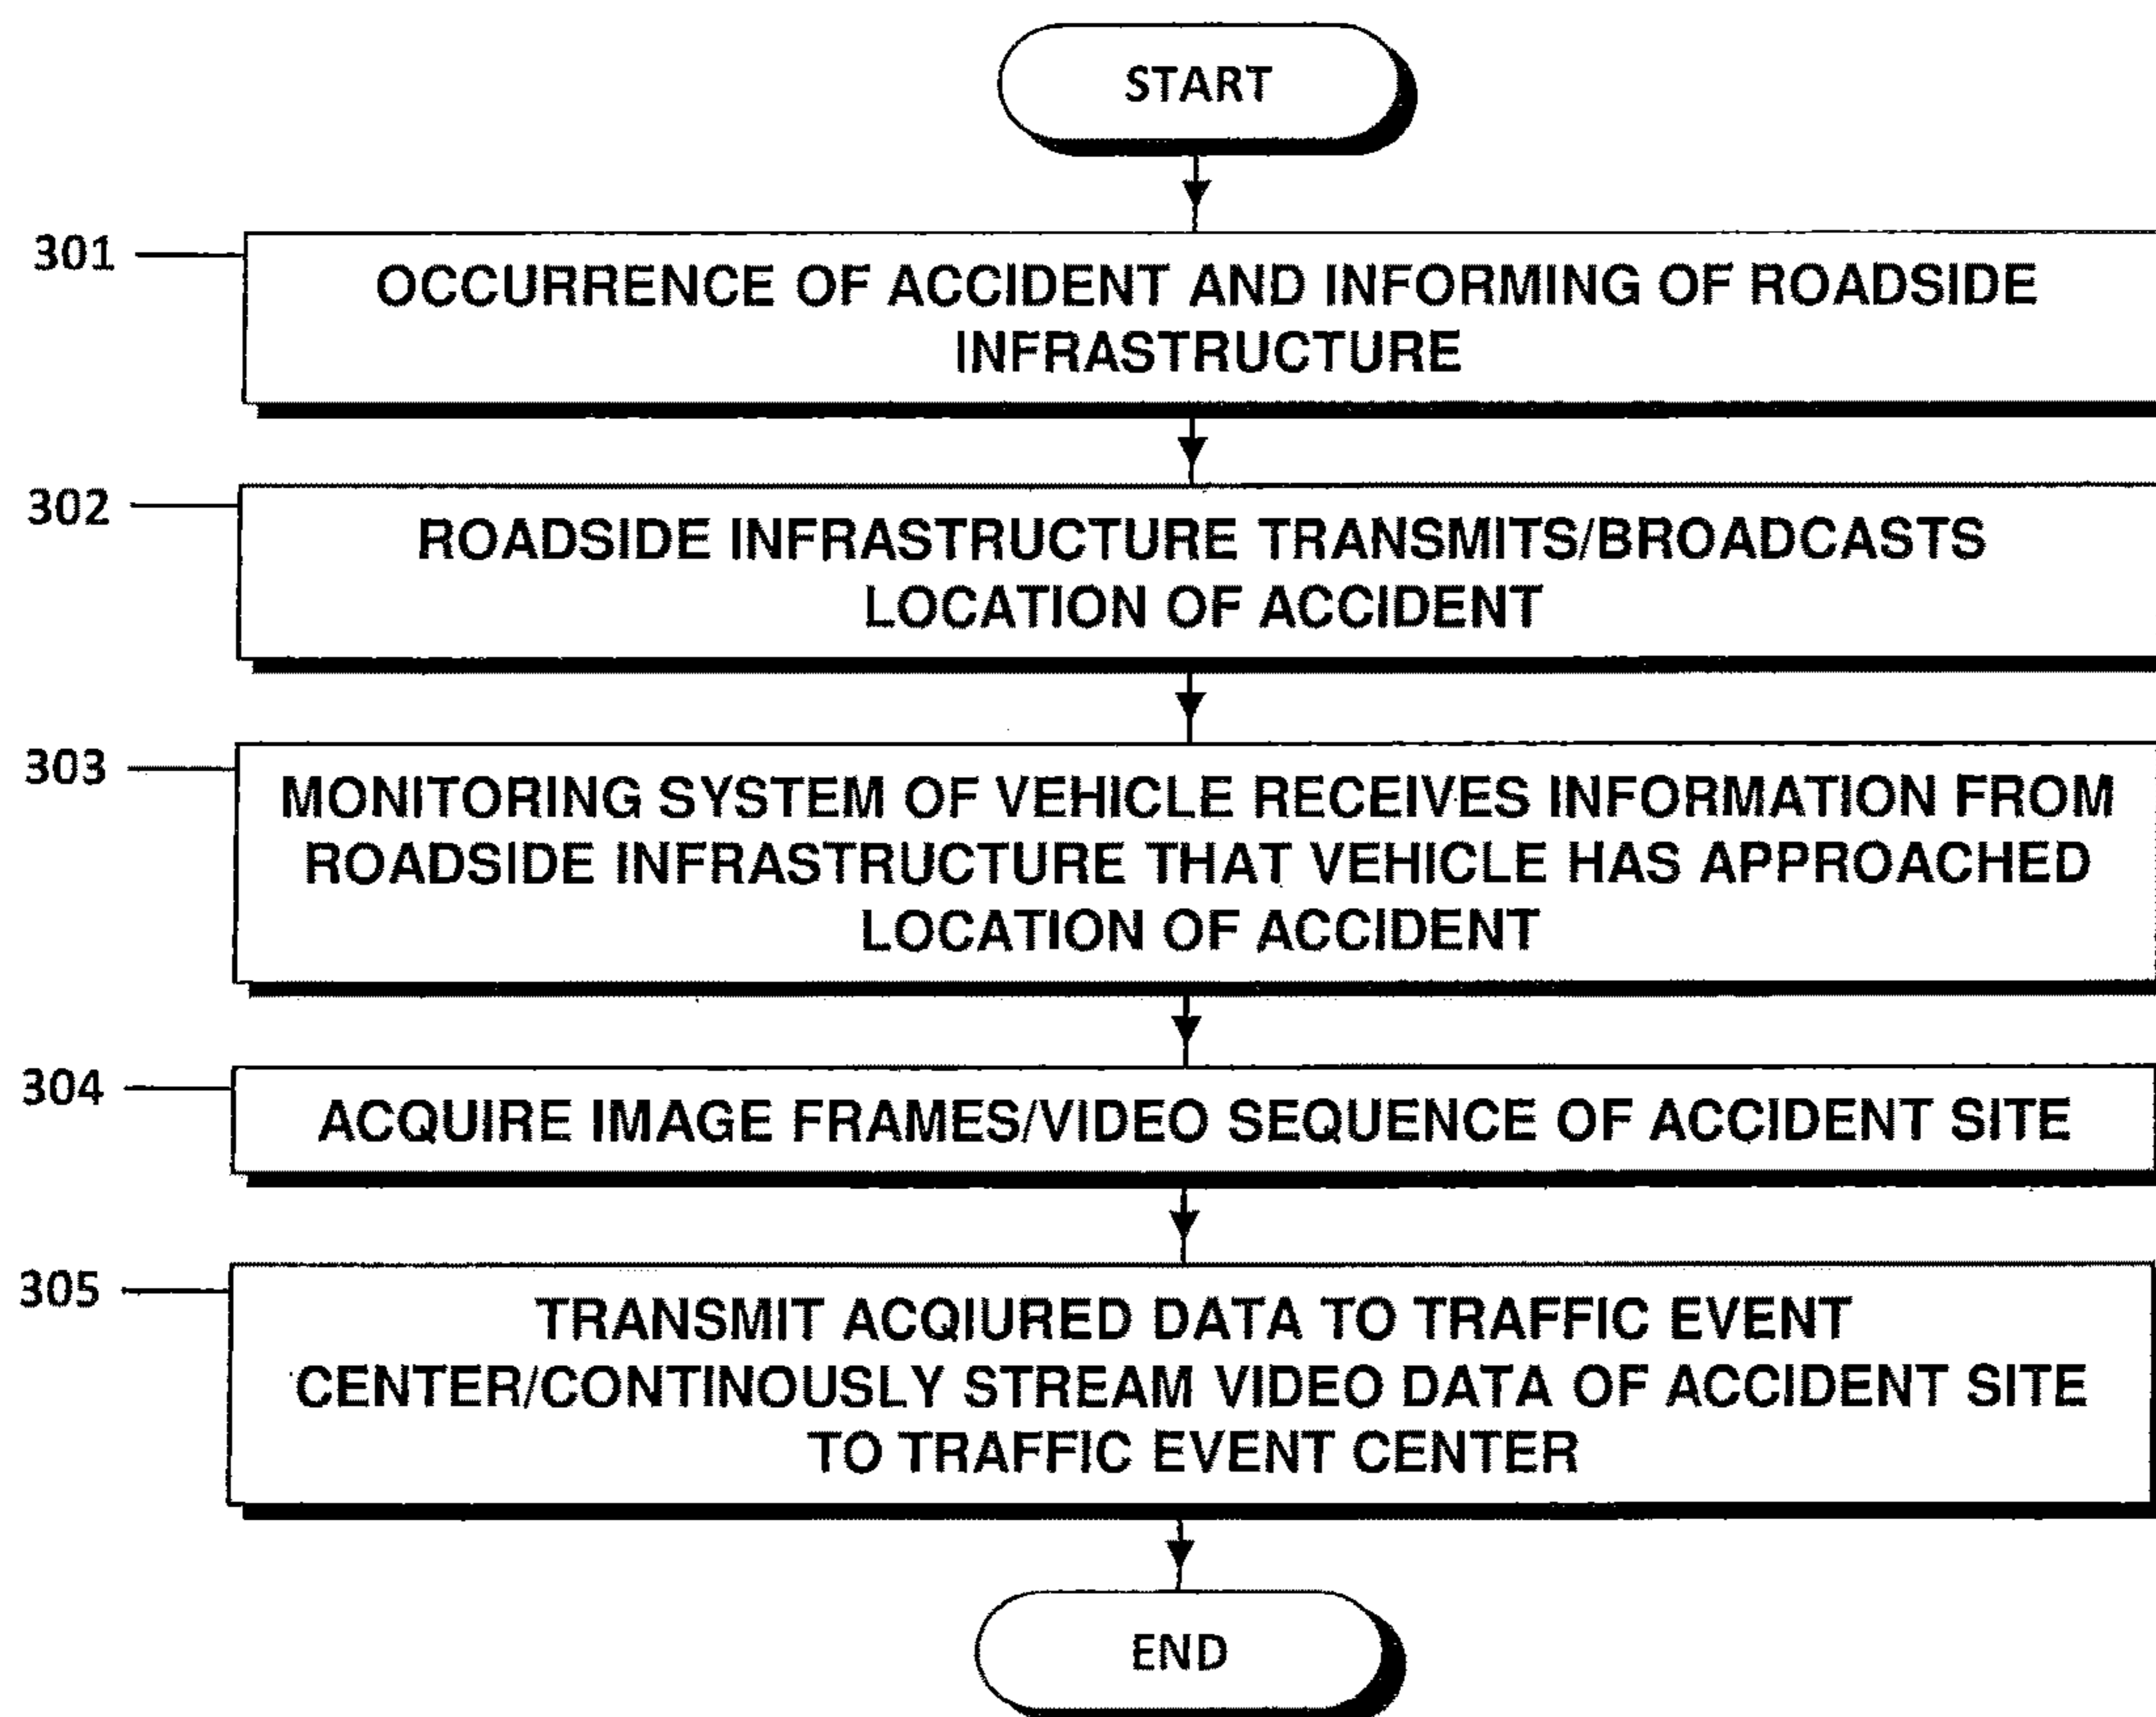 START
301
OCCURRENCE OF ACCIDENT AND INFORMING OF ROADSIDE
INFRASTRUCTURE
302
ROADSIDE INFRASTRUCTURE TRANSMITS/BROADCASTS
LOCATION OF ACCIDENT
303
MONITORING SYSTEM OF VEHICLE RECEIVES INFORMATION FROM
ROADSIDE INFRASTRUCTURE THAT VEHICLE HAS APPROACHED
LOCATION OF ACCIDENT
304
ACQUIRE IMAGE FRAMES/VIDEO SEQUENCE OF ACCIDENT SITE
305
TRANSMIT ACQIURED DATA TO TRAFFIC EVENT
CENTER/CONTINOUSLY STREAM VIDEO DATA OF ACCIDENT SITE
TO TRAFFIC EVENT CENTER
END